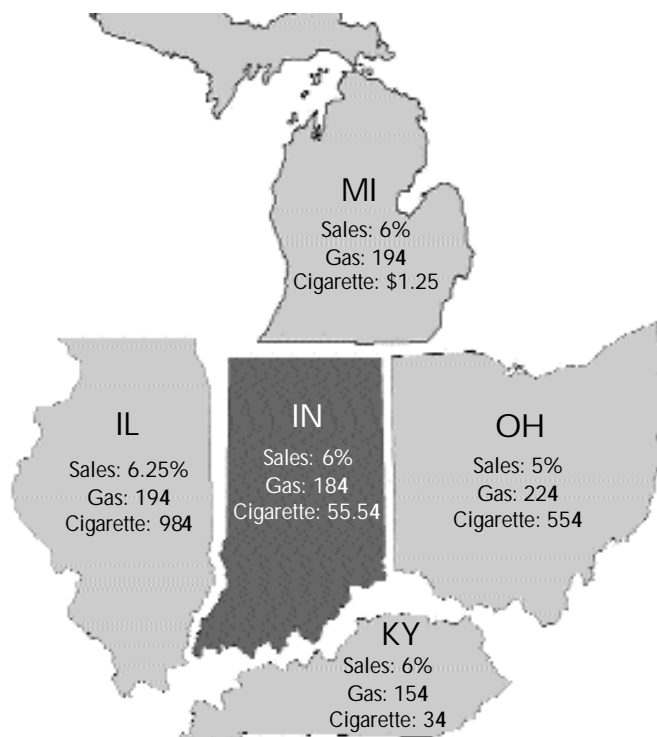 MI
Sales: 6%
Gas: 194
Cigarette: $1.25
IL
Sales: 6.25%
Gas: 194
Cigarette: 984
IN
Sales: 6%
Gas: 184
Cigarette: 55.54
OH
Sales: 5%
Gas: 224
Cigarette: 554
KY
Sales: 6%
Gas: 154
Cigarette: 34